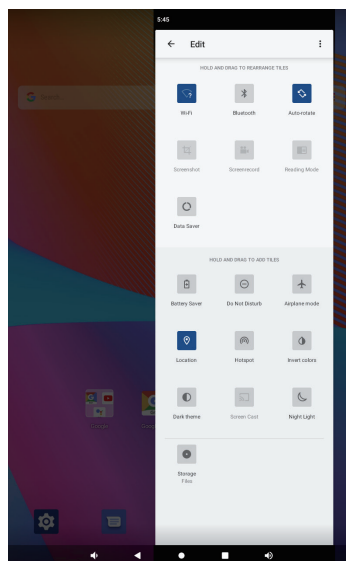 5:45
Edit
HOLD AND DRAG TO REARRANGE TILES
Wi-Fi
Bluetooth
Auto-rotate
Screenshot
Screenrecord
Reading Mode
Data Saver
HOLD AND DRAG TO ADD TILES
Battery Saver
Do Not Disturb
Airplane mode
Location
Hotspot
Invert colors
Dark theme
Screen Cast
Night Light
Storage
Files